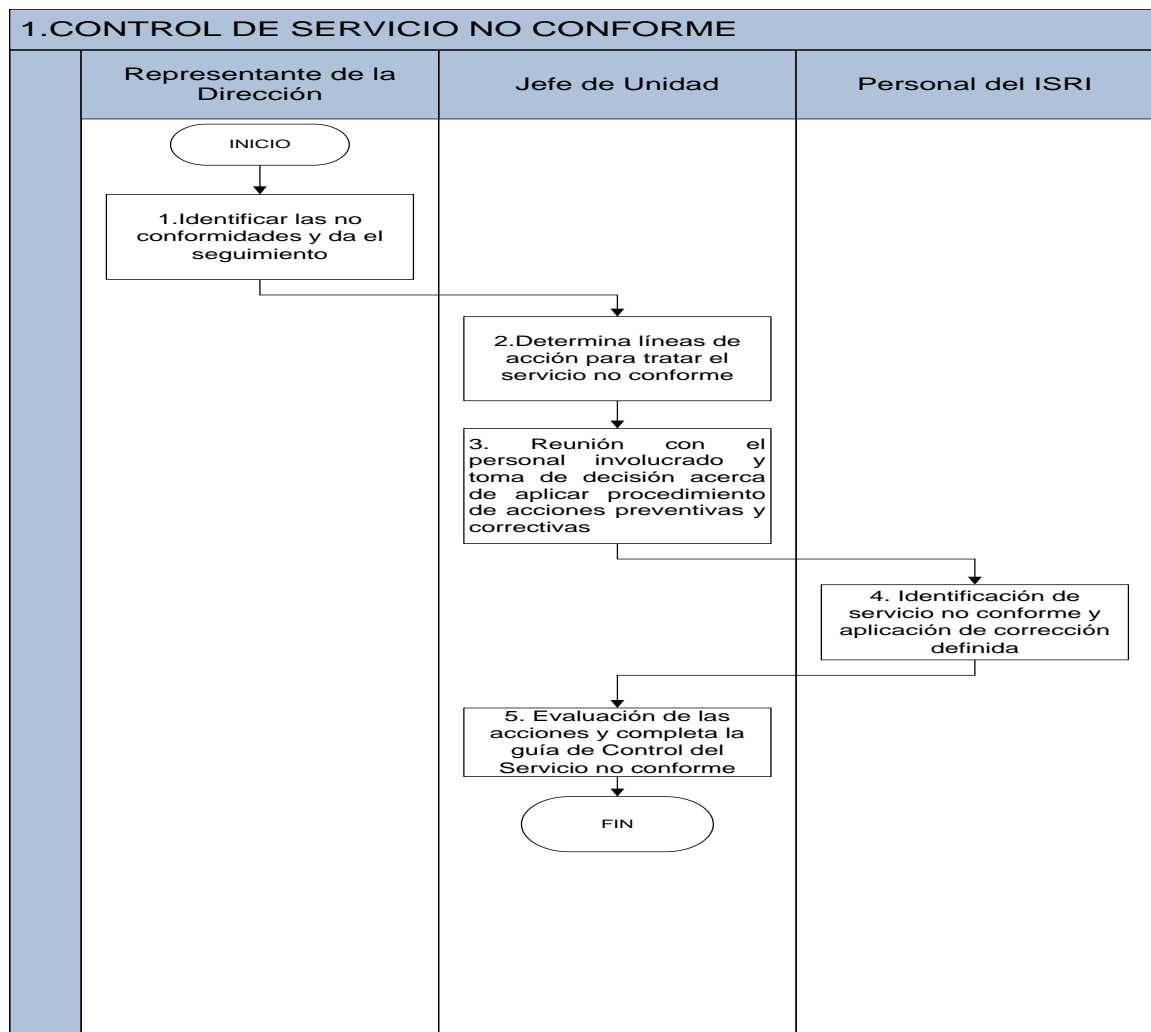 1.CONTROL DE SERVICIO NO CONFORME
Representante de la
Dirección
Jefe de Unidad
Personal del ISRI
INICIO
1.Identificar las no
conformidades y da el
seguimiento
2.Determina líneas de
acción para tratar el
servicio no conforme
3. Reunión con el
personal involucrado y
toma de decisión acerca
de aplicar procedimiento
de acciones preventivas y
correctivas
4. Identificación de
servicio no conforme y
aplicación de corrección
definida
5. Evaluación de las
acciones y completa la
guía de Control del
Servicio no conforme
FIN